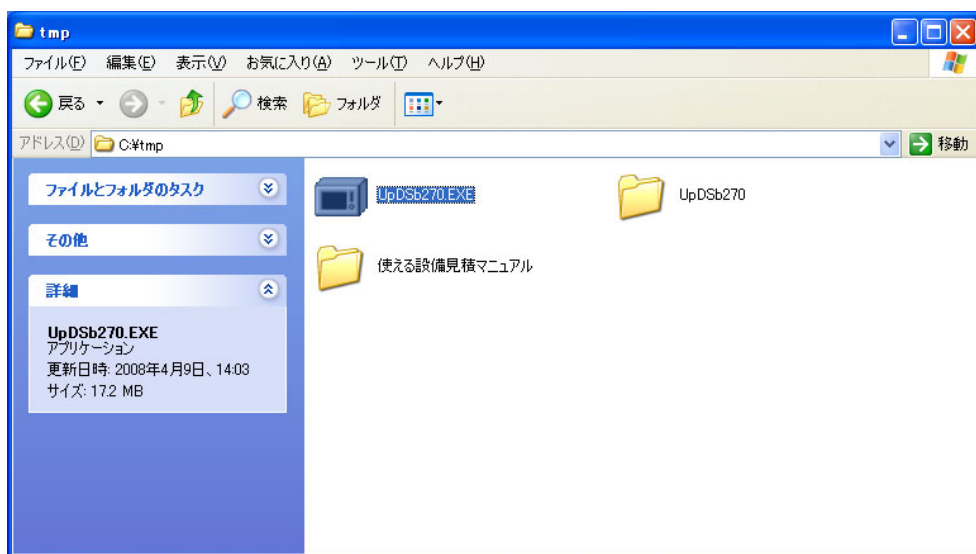 tmp
ファイル(F) 編集(E) 表示(V) お気に入り(A) ツール(T) ヘルプ(H)
戻る 検索 フォルダ
アドレス(D) C:¥tmp 移動
ファイルとフォルダのタスク
その他
詳細
UpDSb270.EXE
アプリケーション
更新日時: 2008年4月9日、14:03
サイズ: 17.2 MB
UpDSb270.EXE UpDSb270
使える設備見積マニュアル